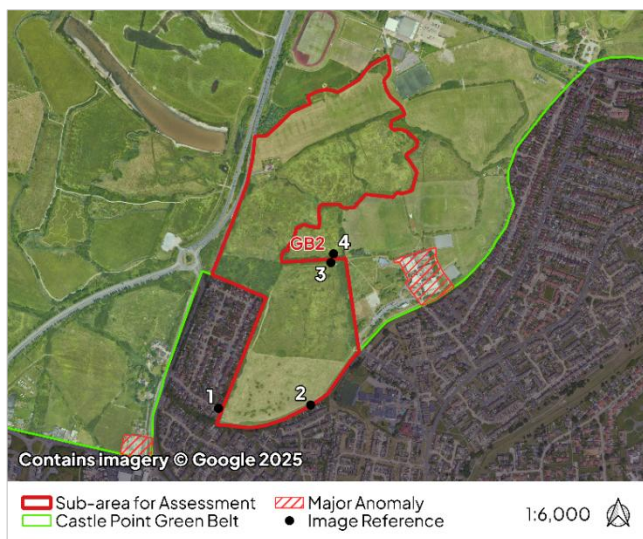 GB2
4
3
1
2
Contains imagery © Google 2025
Sub-area for Assessment
Major Anomaly
1:6,000
Castle Point Green Belt
Image Reference